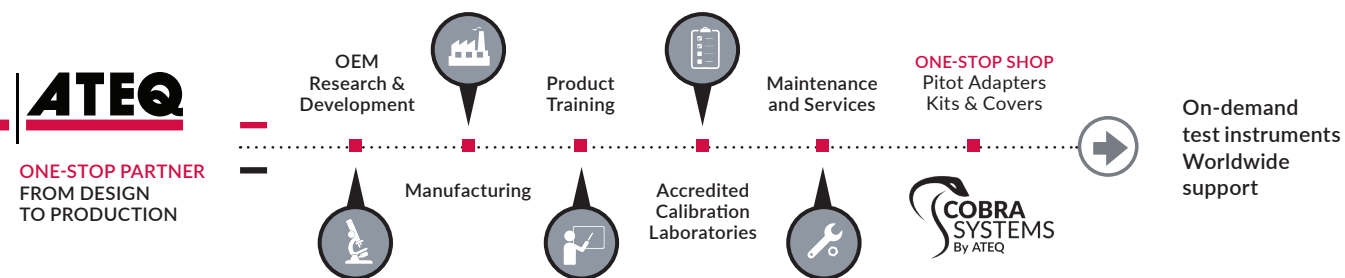 ATEQ
ONE-STOP PARTNER
FROM DESIGN
TO PRODUCTION
OEM
Research &
Development
Manufacturing
Product
Training
Accredited
Calibration
Laboratories
Maintenance
and Services
ONE-STOP SHOP
Pitot Adapters
Kits & Covers
COBRA
SYSTEMS
By ATEQ
On-demand
test instruments
Worldwide
support